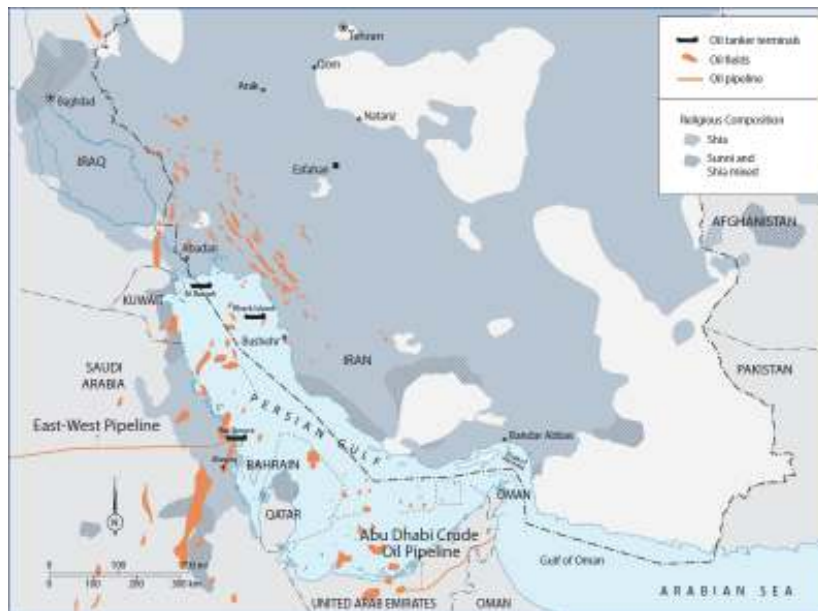 Tehran
Qom
Arak
Natanz
Baghdad
Esfahan
IRAQ
Abadan
KUWAIT
Khark Island
Bushehr
IRAN
SAUDI
ARABIA
East-West Pipeline
PERSIAN GULF
Bandar Abbas
BAHRAIN
QATAR
OMAN
Abu Dhabi Crude
Oil Pipeline
Gulf of Oman
ARABIAN SEA
UNITED ARAB EMIRATES
OMAN
AFGHANISTAN
PAKISTAN
N
0
100
300 km
Oil tanker terminals
Oil fields
Oil pipeline
Religious Composition
Shia
Sunni and
Shia mixed